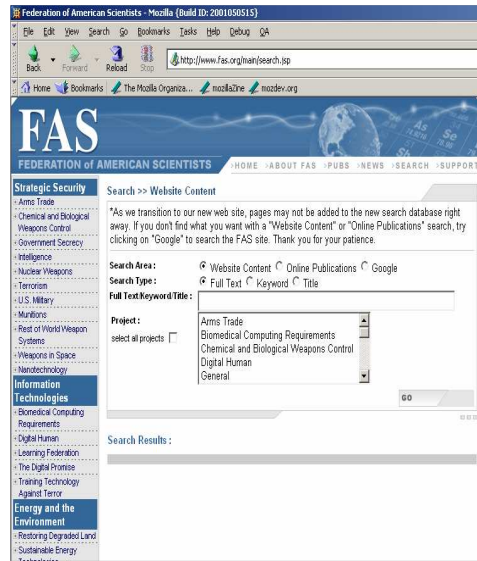 Federation of American Scientists - Mozilla {Build ID: 2001050515}
File Edit View Search Go Bookmarks Tasks Help Debug QA
Back Forward Reload Stop http://www.fas.org/main/search.jsp
Home Bookmarks The Mozilla Organiza... mozillaZine mozdev.org
FAS
FEDERATION of AMERICAN SCIENTISTS
>HOME >ABOUT FAS >PUBS >NEWS >SEARCH >SUPPORT
As Se
Strategic Security
Arms Trade
Chemical and Biological
Weapons Control
Government Secrecy
Intelligence
Nuclear Weapons
Terrorism
U.S. Military
Munitions
Rest of World Weapon
Systems
Weapons in Space
Nanotechnology
Information
Technologies
Biomedical Computing
Requirements
Digital Human
Learning Federation
The Digital Promise
Training Technology
Against Terror
Energy and the
Environment
Restoring Degraded Land
Sustainable Energy
Technologies
Search >> Website Content
*As we transition to our new web site, pages may not be added to the new search database right
away. If you don't find what you want with a "Website Content" or "Online Publications" search, try
clicking on "Google" to search the FAS site. Thank you for your patience.
Search Area : Website Content Online Publications Google
Search Type : Full Text Keyword Title
Full Text/Keyword/Title :
Project :
select all projects
Arms Trade
Biomedical Computing Requirements
Chemical and Biological Weapons Control
Digital Human
General
GO
Search Results :